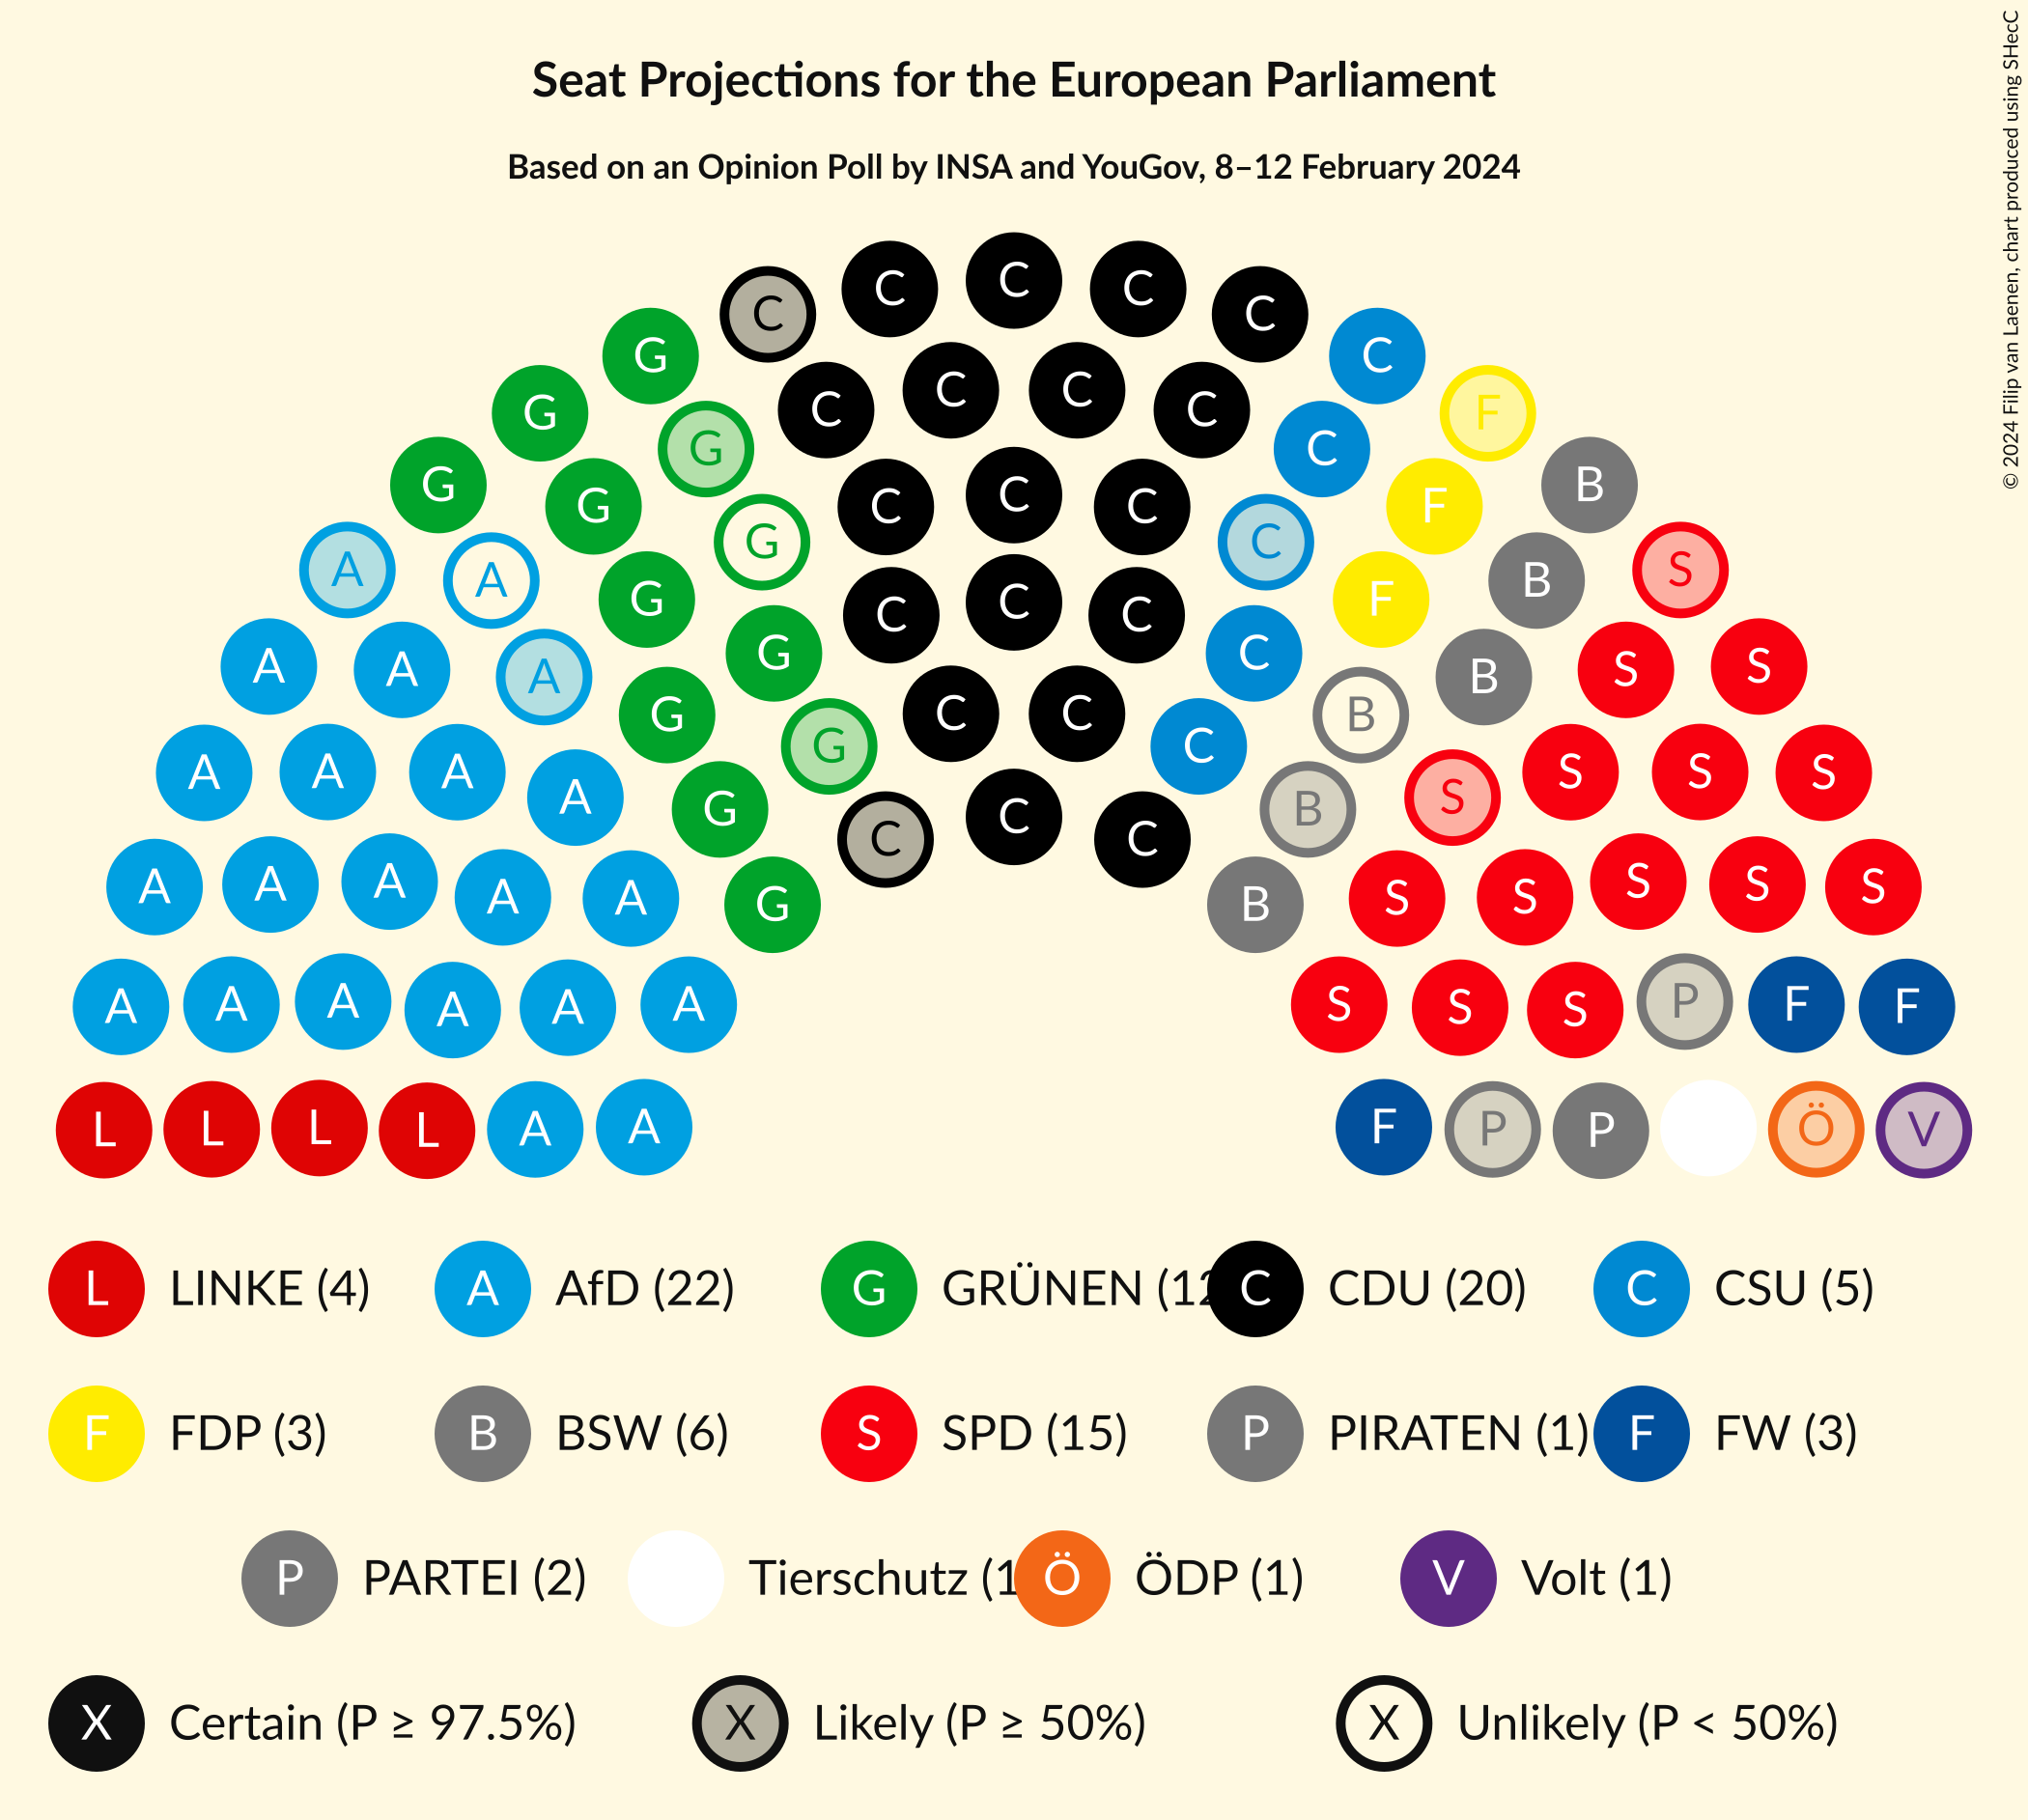 Seat Projections for the European Parliament
Based on an Opinion Poll by INSA and YouGov, 8–12 February 2024
© 2024 Filip van Laenen, chart produced using SHecC
C C C C C
G C
G C C C C F
G G C B
G G C C C F
A A G C S
G C C C F B
A A A G C B S S
G C C B
A A A A G C B S S S S
G C C C B
A A A A A G B S S S S S
A A A A A A S S S P F F
L L L L A A F P P Ö V
L LINKE (4) A AfD (22) G GRÜNEN (12 C CDU (20) C CSU (5)
F FDP (3) B BSW (6) S SPD (15) P PIRATEN (1) F FW (3)
P PARTEI (2) Tierschutz (1 Ö ÖDP (1) V Volt (1)
X Certain (P ≥ 97.5%) X Likely (P ≥ 50%) X Unlikely (P < 50%)